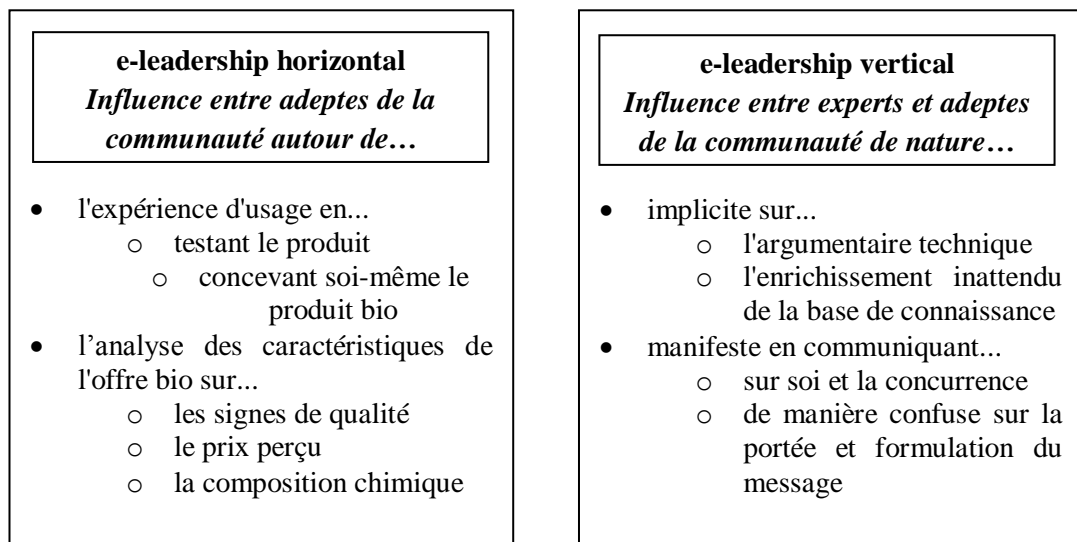 e-leadership horizontal
Influence entre adeptes de la
communauté autour de…
• l'expérience d'usage en...
o testant le produit
o concevant soi-même le
produit bio
• l’analyse des caractéristiques de
l'offre bio sur...
o les signes de qualité
o le prix perçu
o la composition chimique
e-leadership vertical
Influence entre experts et adeptes
de la communauté de nature…
• implicite sur...
o l'argumentaire technique
o l'enrichissement inattendu
de la base de connaissance
• manifeste en communiquant...
o sur soi et la concurrence
o de manière confuse sur la
portée et formulation du
message